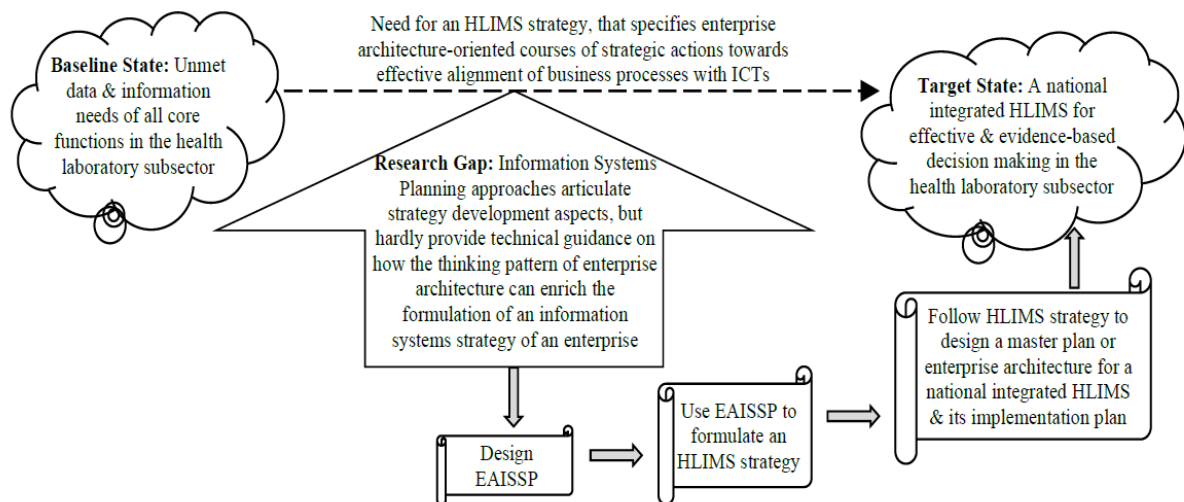 Need for an HLIMS strategy, that specifies enterprise
architecture-oriented courses of strategic actions towards
effective alignment of business processes with ICTs
Baseline State: Unmet
data & information
needs of all core
functions in the health
laboratory subsector
Target State: A national
integrated HLIMS for
effective & evidence-based
decision making in the
health laboratory subsector
Research Gap: Information Systems
Planning approaches articulate
strategy development aspects, but
hardly provide technical guidance on
how the thinking pattern of enterprise
architecture can enrich the
formulation of an information
systems strategy of an enterprise
Design
EAISSP
Use EAISSP to
formulate an
HLIMS strategy
Follow HLIMS strategy to
design a master plan or
enterprise architecture for a
national integrated HLIMS
& its implementation plan